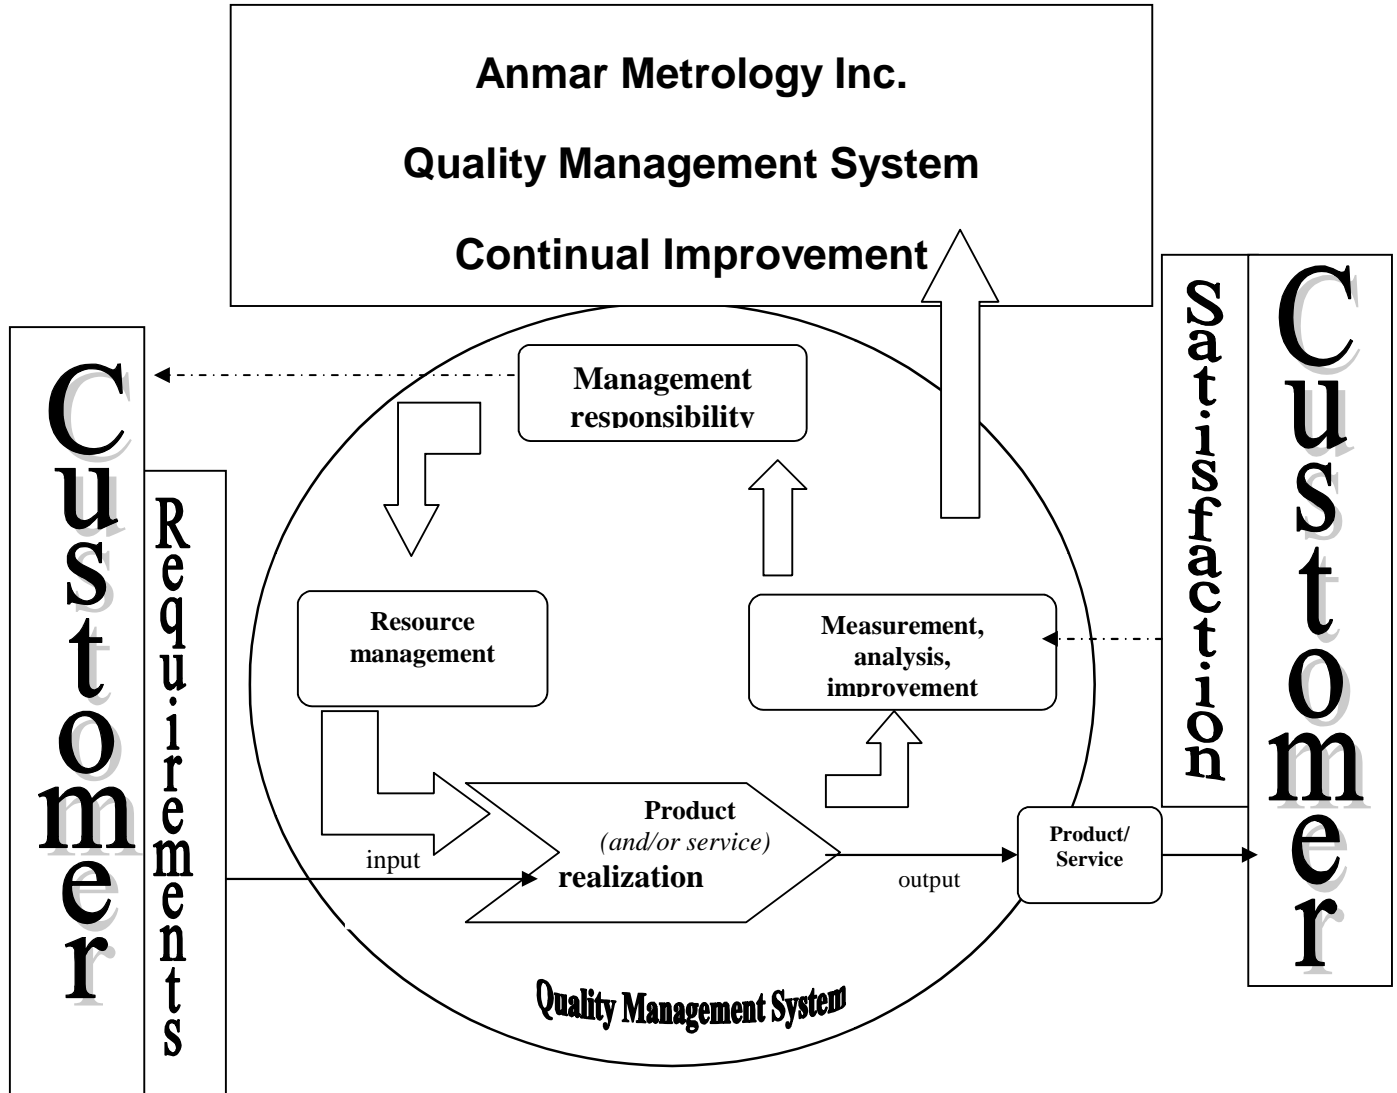 Anmar Metrology Inc.
Quality Management System
Continual Improvement
Customer
Requirements
Management
responsibility
Resource
management
Measurement,
analysis,
improvement
Product
(and/or service)
realization
input
output
Product/
Service
Satisfaction
Customer
Quality Management System